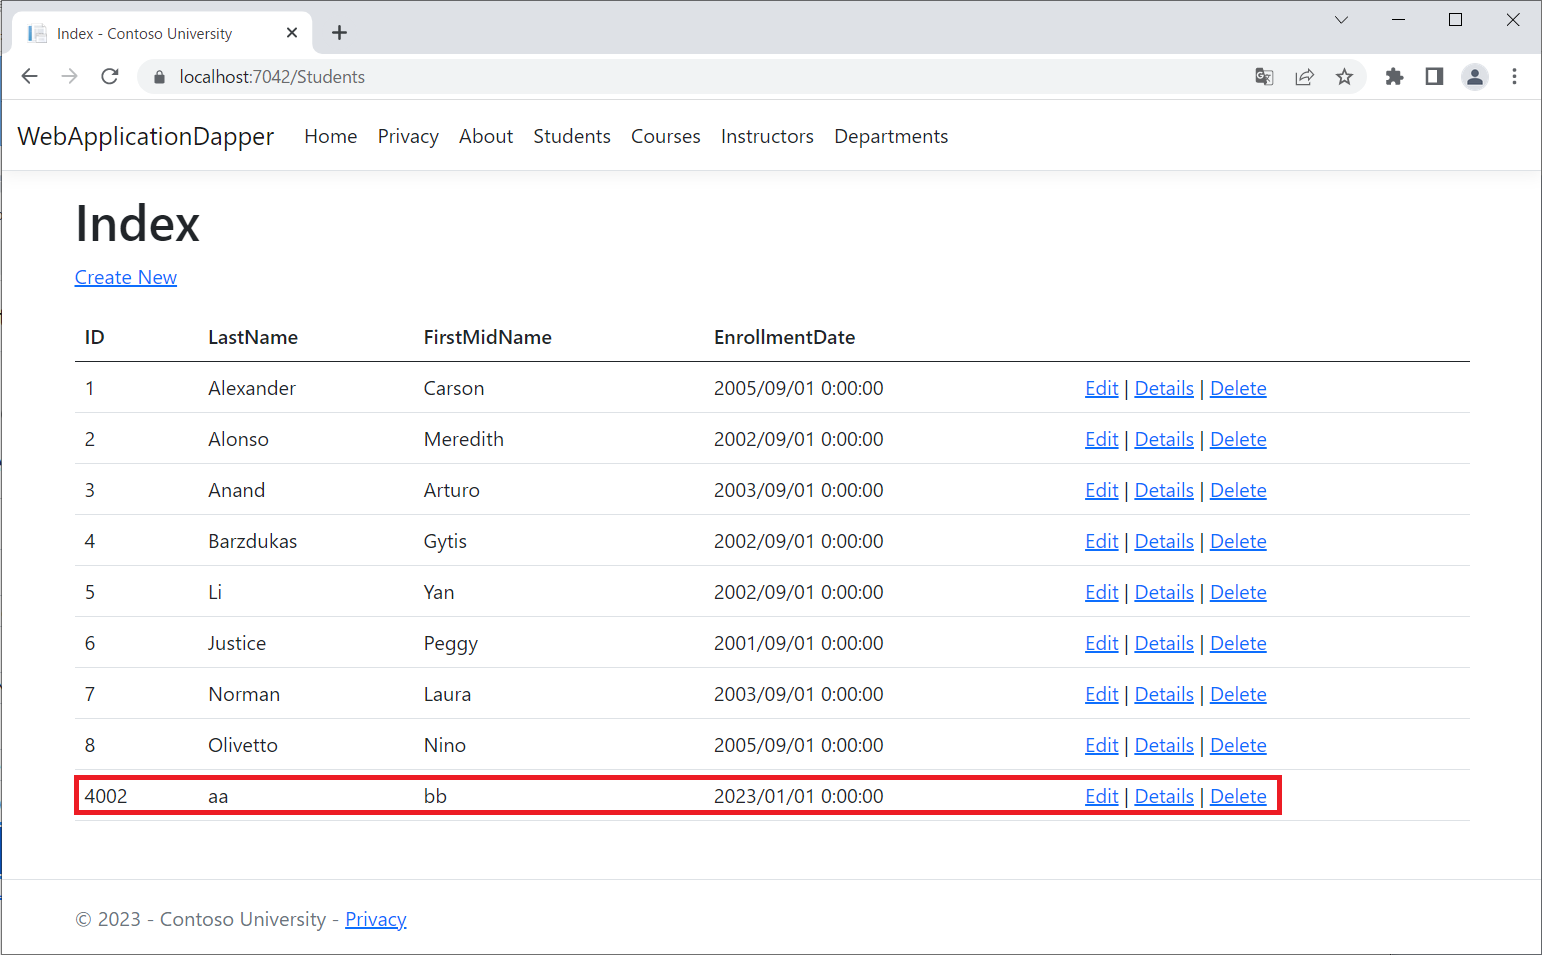 Index - Contoso University
localhost:7042/Students
WebApplicationDapper Home Privacy About Students Courses Instructors Departments
Index
Create New
ID LastName FirstMidName EnrollmentDate
1 Alexander Carson 2005/09/01 0:00:00 Edit | Details | Delete
2 Alonso Meredith 2002/09/01 0:00:00 Edit | Details | Delete
3 Anand Arturo 2003/09/01 0:00:00 Edit | Details | Delete
4 Barzdukas Gytis 2002/09/01 0:00:00 Edit | Details | Delete
5 Li Yan 2002/09/01 0:00:00 Edit | Details | Delete
6 Justice Peggy 2001/09/01 0:00:00 Edit | Details | Delete
7 Norman Laura 2003/09/01 0:00:00 Edit | Details | Delete
8 Olivetto Nino 2005/09/01 0:00:00 Edit | Details | Delete
4002 aa bb 2023/01/01 0:00:00 Edit | Details | Delete
© 2023 - Contoso University - Privacy